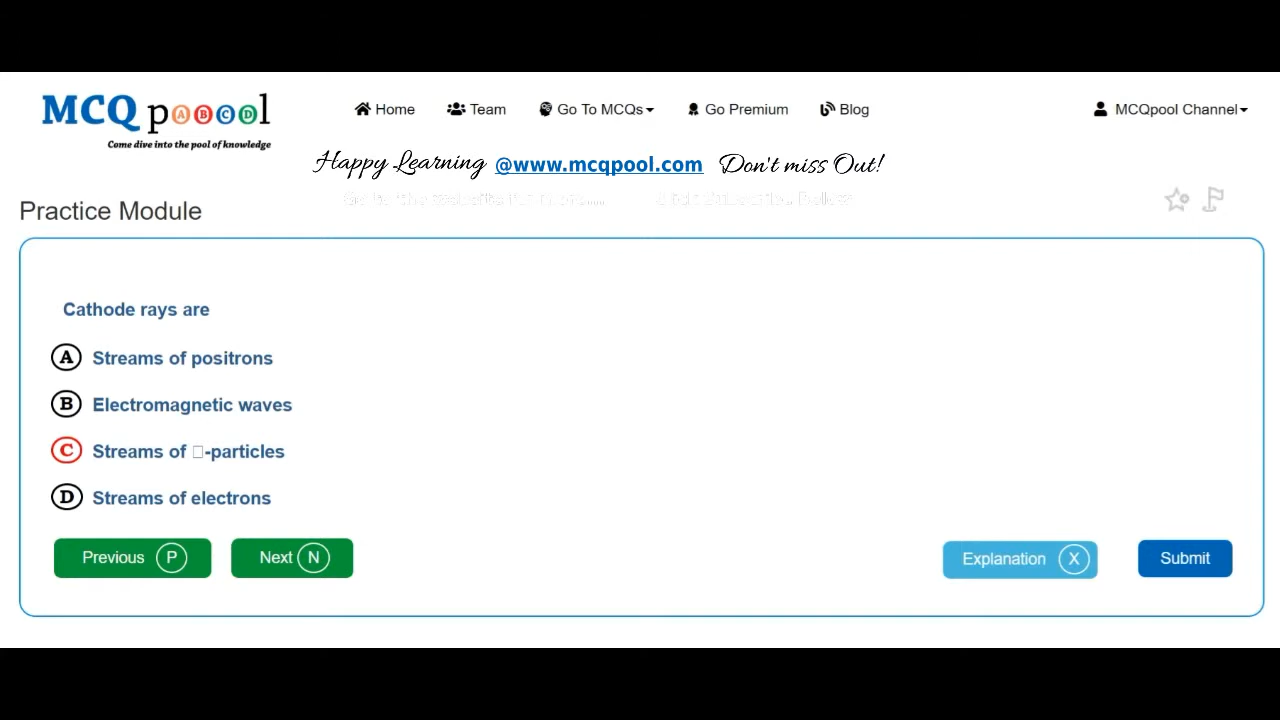 MCQ pABCDl
Come dive into the pool of knowledge
Home Team Go To MCQs Go Premium Blog MCQpool Channel
Happy Learning @www.mcqpool.com Don't miss Out!
Practice Module
Cathode rays are
A Streams of positrons
B Electromagnetic waves
C Streams of □-particles
D Streams of electrons
Previous P Next N Explanation X Submit